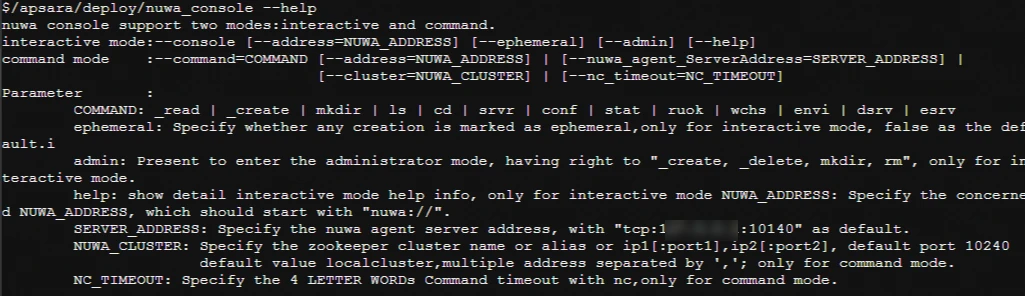 $/apsara/deploy/nuwa_console --help
nuwa console support two modes:interactive and command.
interactive mode:--console [--address=NUWA_ADDRESS] [--ephemeral] [--admin] [--help]
command mode    :--command=COMMAND [--address=NUWA_ADDRESS] | [--nuwa_agent_ServerAddress=SERVER_ADDRESS] |
                                   [--cluster=NUWA_CLUSTER] | [--nc_timeout=NC_TIMEOUT]
Parameter       :
        COMMAND: _read | _create | mkdir | ls | cd | srvr | conf | stat | ruok | wchs | envi | dsrv | esrv
        ephemeral: Specify whether any creation is marked as ephemeral,only for interactive mode, false as the def
ault.i
        admin: Present to enter the administrator mode, having right to "_create, _delete, mkdir, rm", only for in
teractive mode.
        help: show detail interactive mode help info, only for interactive mode NUWA_ADDRESS: Specify the concerne
d NUWA_ADDRESS, which should start with "nuwa://".
        SERVER_ADDRESS: Specify the nuwa agent server address, with "tcp:1 :10140" as default.
        NUWA_CLUSTER: Specify the zookeeper cluster name or alias or ip1[:port1],ip2[:port2], default port 10240
                      default value localcluster,multiple address separated by ','; only for command mode.
        NC_TIMEOUT: Specify the 4 LETTER WORDs Command timeout with nc,only for command mode.